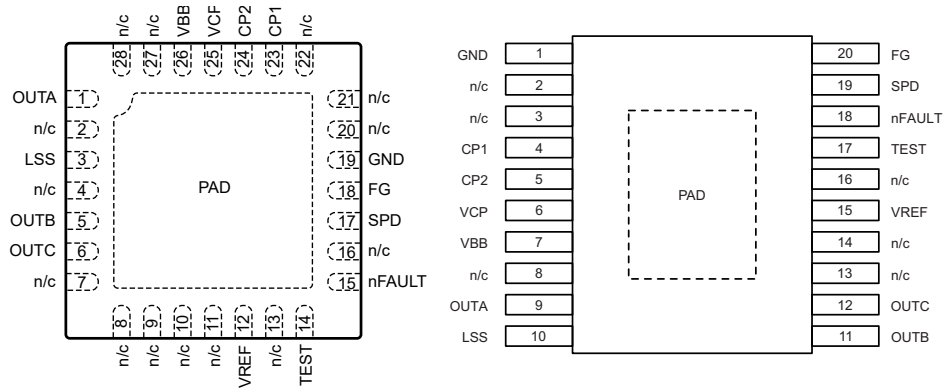 n/c n/c VBB VCF CP2 CP1 n/c
28 27 26 25 24 23 22
OUTA 1
n/c 2
LSS 3
n/c 4
OUTB 5
OUTC 6
n/c 7
PAD
21 n/c
20 n/c
19 GND
18 FG
17 SPD
16 n/c
15 nFAULT
8 9 10 11 12 13 14
n/c n/c n/c n/c VREF n/c TEST
GND 1
n/c 2
n/c 3
CP1 4
CP2 5
VCP 6
VBB 7
n/c 8
OUTA 9
LSS 10
PAD
20 FG
19 SPD
18 nFAULT
17 TEST
16 n/c
15 VREF
14 n/c
13 n/c
12 OUTC
11 OUTB